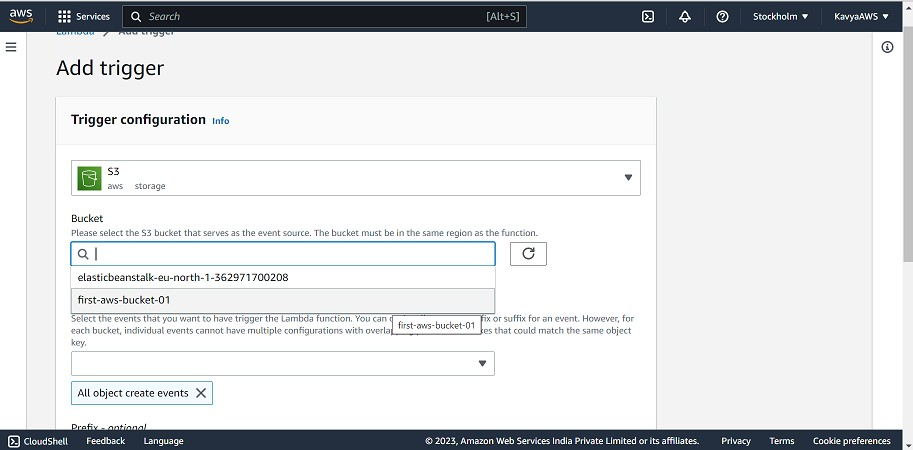 aws Services Search [Alt+S] Stockholm KavyaAWS
Lambda Add trigger
Add trigger
Trigger configuration Info
S3
aws storage
Bucket
Please select the S3 bucket that serves as the event source. The bucket must be in the same region as the function.
elasticbeanstalk-eu-north-1-362971700208
first-aws-bucket-01
Select the events that you want to have trigger the Lambda function. You can fix or suffix for an event. However, for
first-aws-bucket-01
each bucket, individual events cannot have multiple configurations with that could match the same object
key.
All object create events
Prefix - optional
CloudShell Feedback Language © 2023, Amazon Web Services India Private Limited or its affiliates. Privacy Terms Cookie preferences